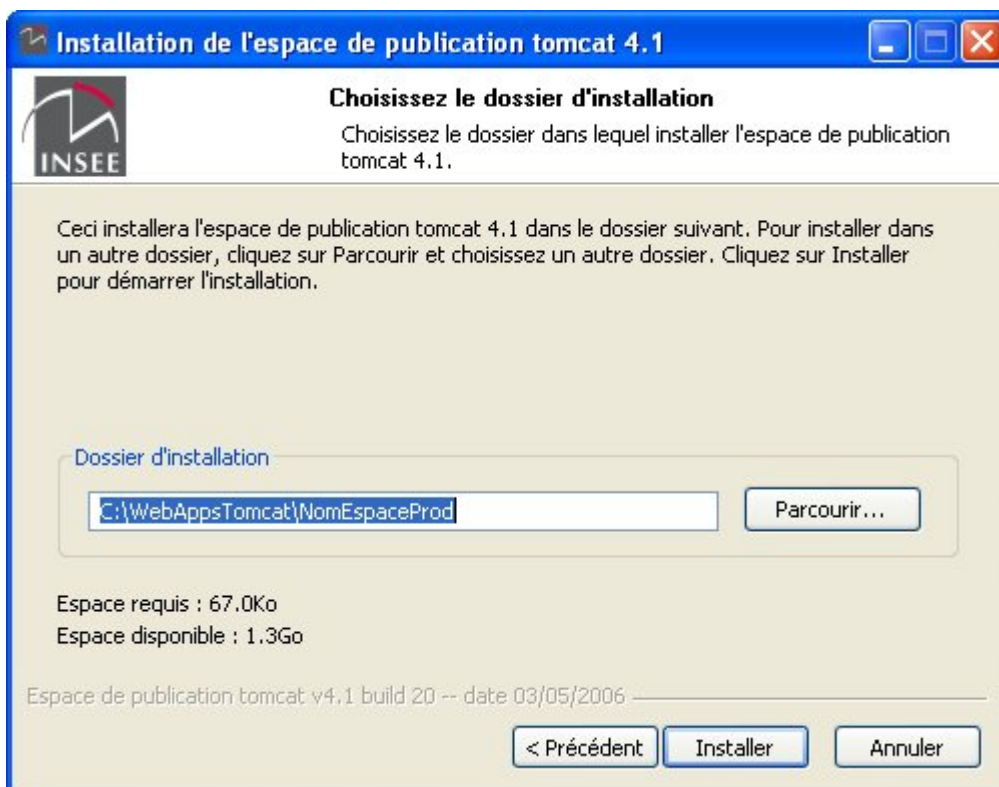 Installation de l'espace de publication tomcat 4.1
INSEE
Choisissez le dossier d'installation
Choisissez le dossier dans lequel installer l'espace de publication
tomcat 4.1.
Ceci installera l'espace de publication tomcat 4.1 dans le dossier suivant. Pour installer dans
un autre dossier, cliquez sur Parcourir et choisissez un autre dossier. Cliquez sur Installer
pour démarrer l'installation.
Dossier d'installation
C:\WebAppsTomcat\NomEspaceProd
Parcourir...
Espace requis : 67.0Ko
Espace disponible : 1.3Go
Espace de publication tomcat v4.1 build 20 -- date 03/05/2006
< Précédent
Installer
Annuler